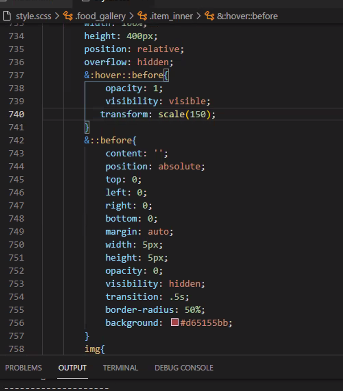 style.scss > .food_gallery > .item_inner > &:hover:before
733 width: 100%;
734 height: 400px;
735 position: relative;
736 overflow: hidden;
737 &:hover::before{
738 opacity: 1;
739 visibility: visible;
740 transform: scale(150);
741 }
742 &::before{
743 content: '';
744 position: absolute;
745 top: 0;
746 left: 0;
747 right: 0;
748 bottom: 0;
749 margin: auto;
750 width: 5px;
751 height: 5px;
752 opacity: 0;
753 visibility: hidden;
754 transition: .5s;
755 border-radius: 50%;
756 background: #d65155bb;
757 }
758 img{
PROBLEMS OUTPUT TERMINAL DEBUG CONSOLE
--------------------